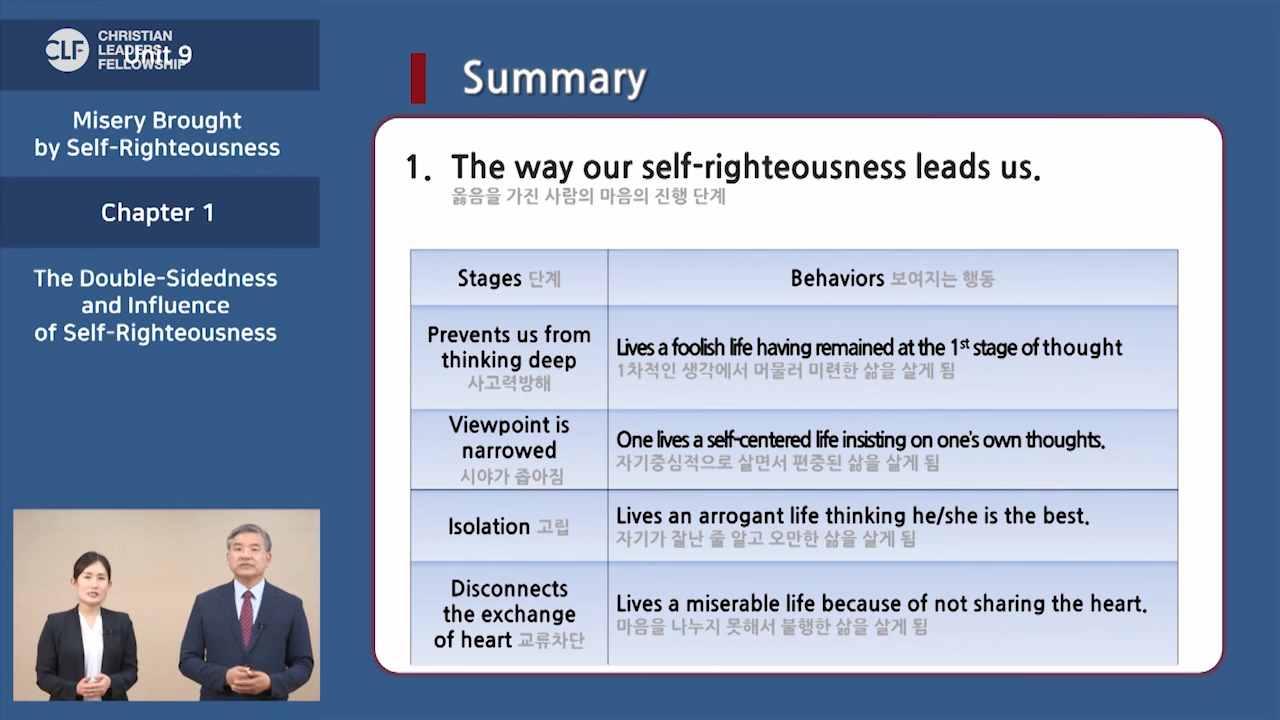 CHRISTIAN
LEADERS
FELLOWSHIP
CLF
Unit 9
Misery Brought
by Self-Righteousness
Chapter 1
The Double-Sidedness
and Influence
of Self-Righteousness
Summary
1. The way our self-righteousness leads us.
옳음을 가진 사람의 마음의 진행 단계
Stages 단계
Behaviors 보여지는 행동
Prevents us from
thinking deep
사고력방해
Lives a foolish life having remained at the 1st stage of thought
1차적인 생각에서 머물러 미련한 삶을 살게 됨
Viewpoint is
narrowed
시야가 좁아짐
One lives a self-centered life insisting on one's own thoughts.
자기중심적으로 살면서 편중된 삶을 살게 됨
Isolation 고립
Lives an arrogant life thinking he/she is the best.
자기가 잘난 줄 알고 오만한 삶을 살게 됨
Disconnects
the exchange
of heart 교류차단
Lives a miserable life because of not sharing the heart.
마음을 나누지 못해서 불행한 삶을 살게 됨